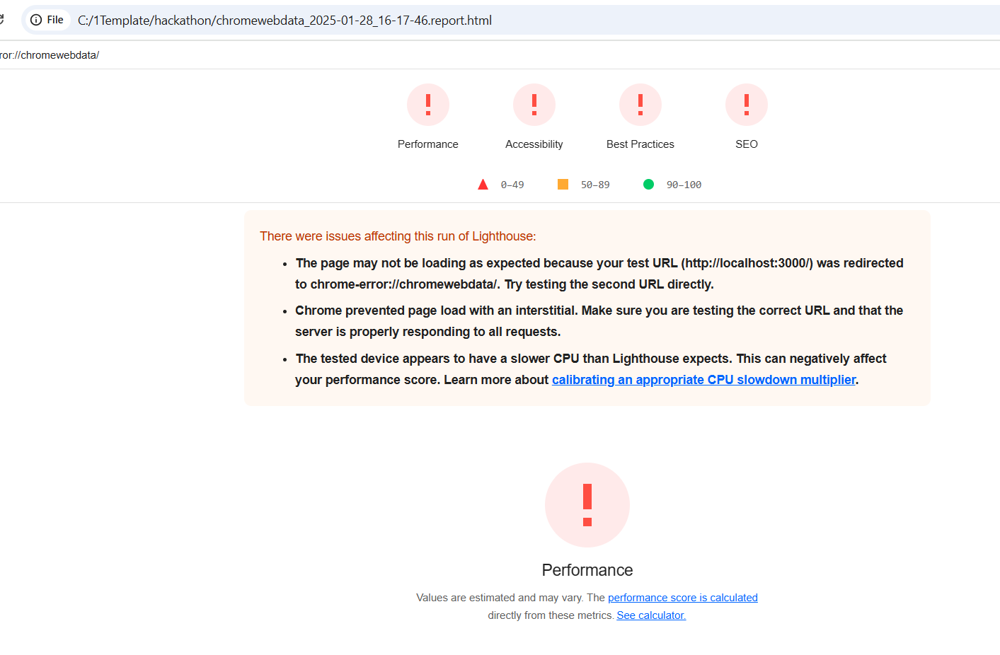 File C:/1Template/hackathon/chromewebdata_2025-01-28_16-17-46.report.html
ror://chromewebdata/
Performance Accessibility Best Practices SEO
0–49 50–89 90–100
There were issues affecting this run of Lighthouse:
• The page may not be loading as expected because your test URL (http://localhost:3000/) was redirected
to chrome-error://chromewebdata/. Try testing the second URL directly.
• Chrome prevented page load with an interstitial. Make sure you are testing the correct URL and that the
server is properly responding to all requests.
• The tested device appears to have a slower CPU than Lighthouse expects. This can negatively affect
your performance score. Learn more about calibrating an appropriate CPU slowdown multiplier.
Performance
Values are estimated and may vary. The performance score is calculated
directly from these metrics. See calculator.